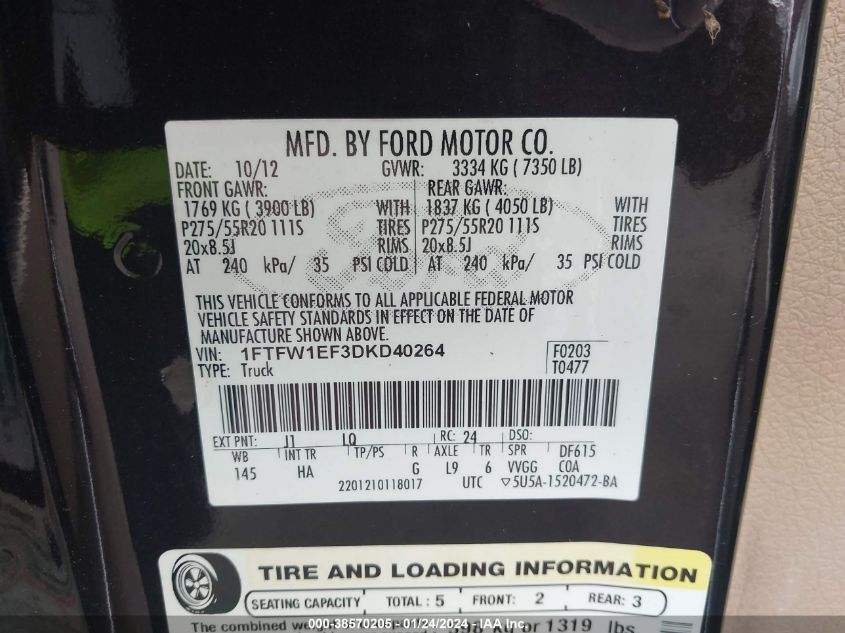 MFD. BY FORD MOTOR CO.
DATE: 10/12 GVWR: 3334 KG ( 7350 LB)
FRONT GAWR: REAR GAWR:
1769 KG ( 3900 LB) WITH 1837 KG ( 4050 LB) WITH
P275/55R20 111S TIRES P275/55R20 111S TIRES
20x8.5J RIMS 20x8.5J RIMS
AT 240 kPa/ 35 PSI COLD AT 240 kPa/ 35 PSI COLD
THIS VEHICLE CONFORMS TO ALL APPLICABLE FEDERAL MOTOR
VEHICLE SAFETY STANDARDS IN EFFECT ON THE DATE OF
MANUFACTURE SHOWN ABOVE.
VIN: 1FTFW1EF3DKD40264 F0203
TYPE: Truck T0477
EXT PNT: J1 LQ RC: 24 DSO:
WB INT TR TP/PS R AXLE TR SPR DF615
145 HA G L9 6 VVGG COA
2201210118017 UTC ▽5U5A-1520472-BA
TIRE AND LOADING INFORMATION
SEATING CAPACITY TOTAL : 5 FRONT: 2 REAR: 3
The combined or 1319 lbs
000-38570205 - 01/24/2024 - IAA Inc.